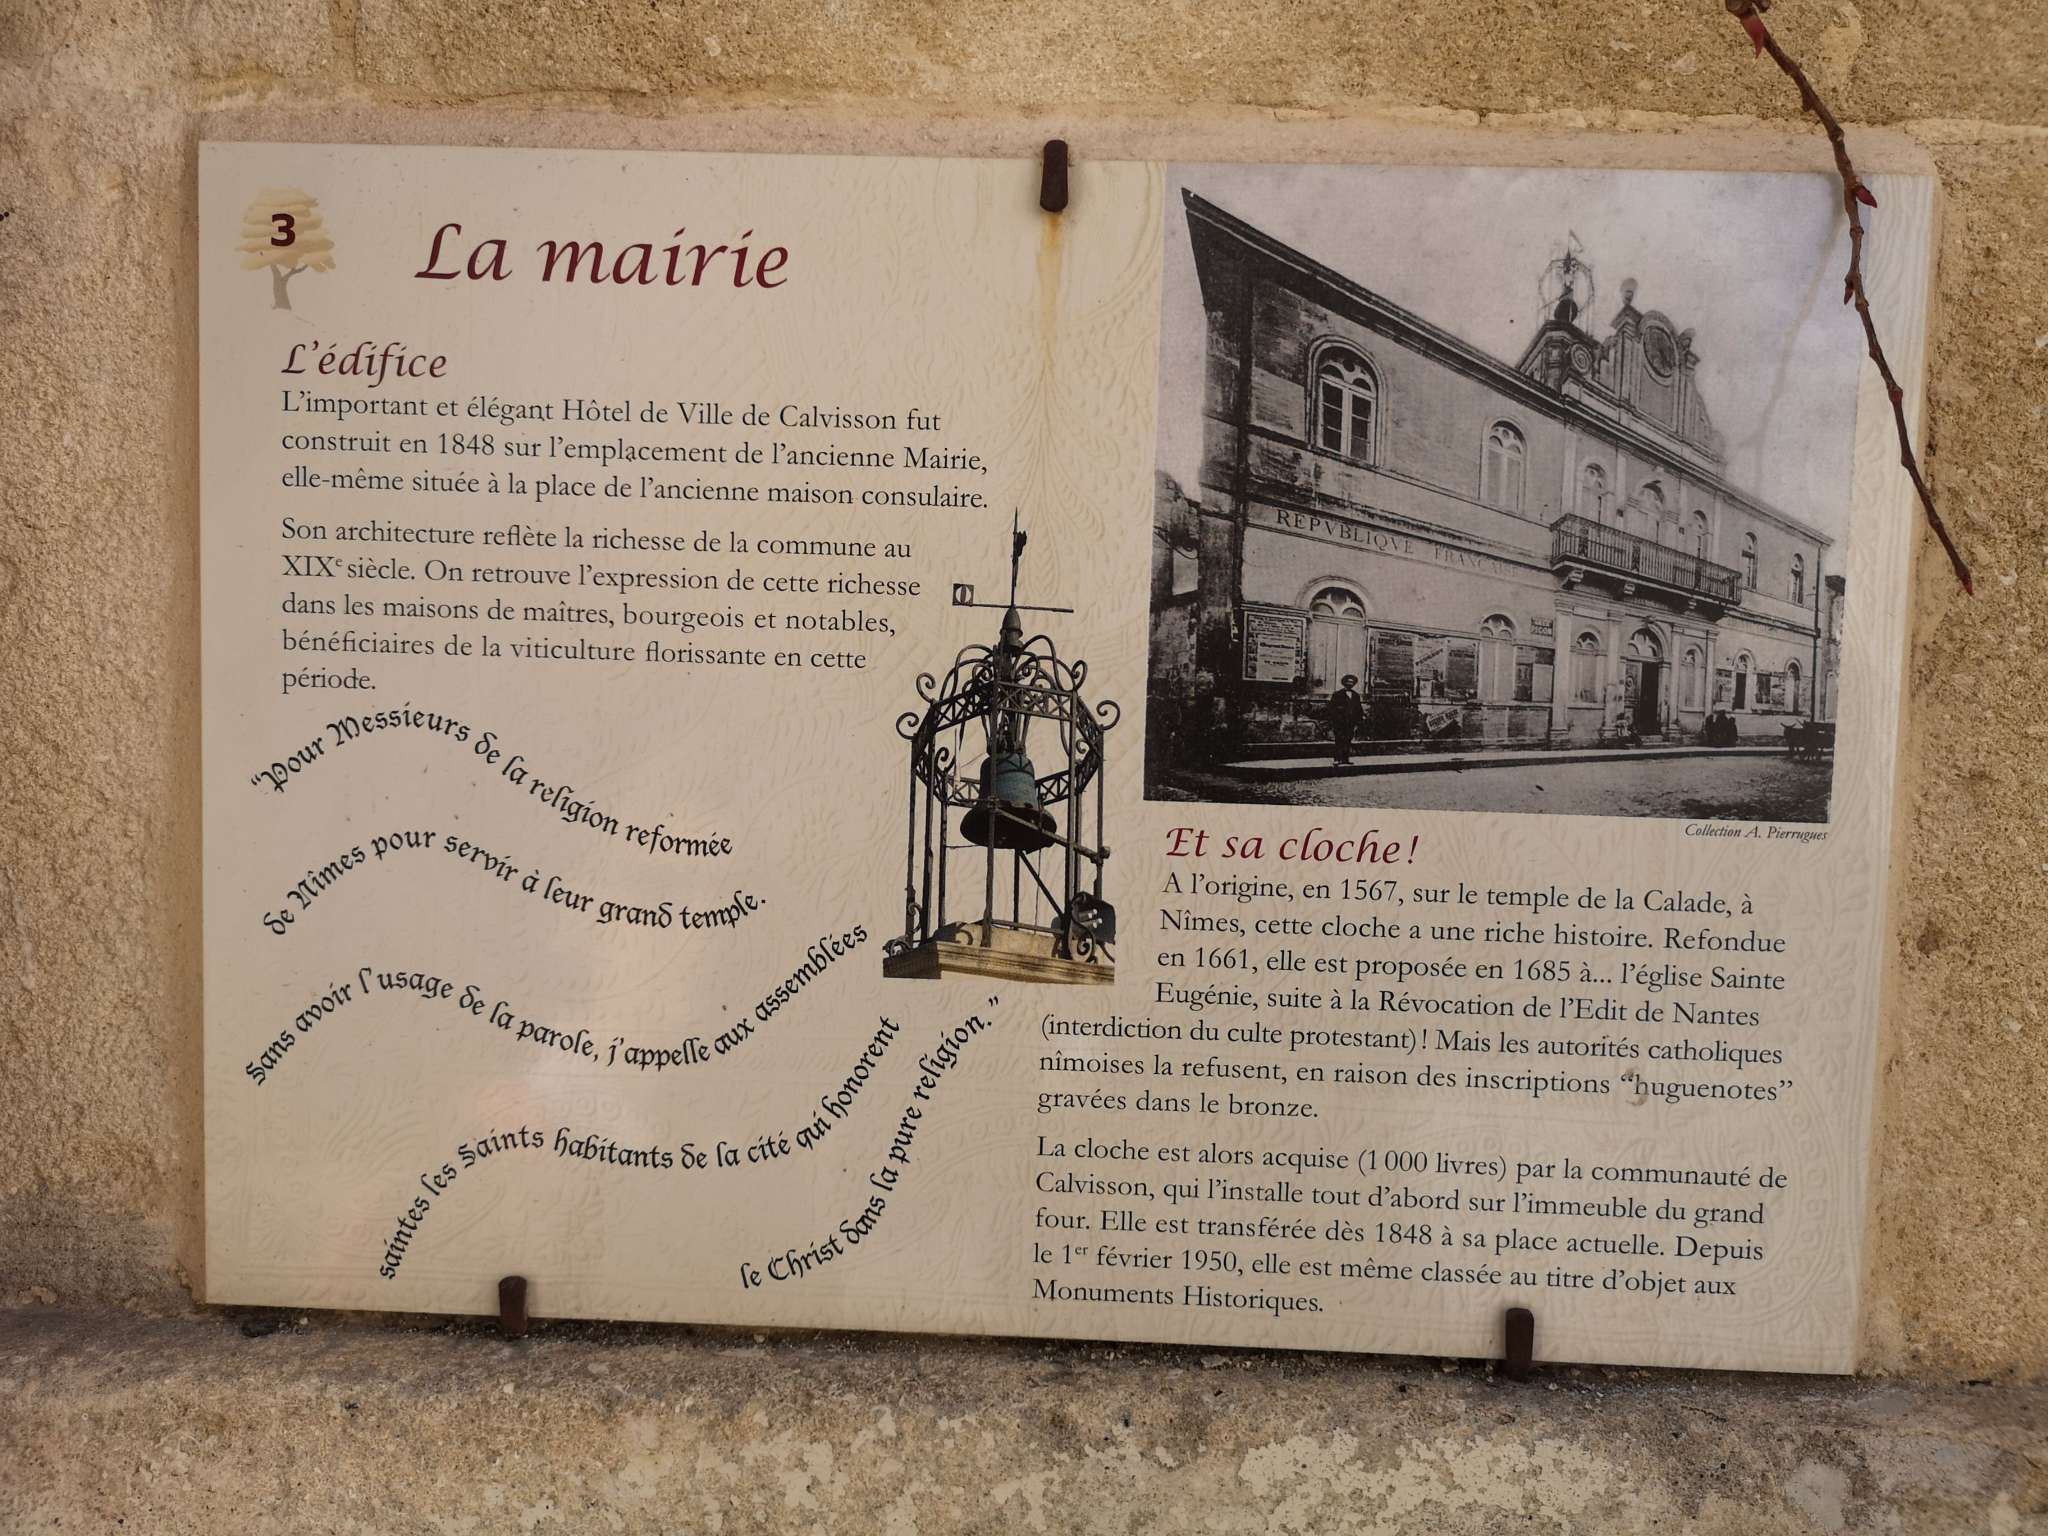 3
La mairie
L'édifice
L'important et élégant Hôtel de Ville de Calvisson fut
construit en 1848 sur l'emplacement de l'ancienne Mairie,
elle-même située à la place de l'ancienne maison consulaire.
Son architecture reflète la richesse de la commune au
XIXe siècle. On retrouve l'expression de cette richesse
dans les maisons de maîtres, bourgeois et notables,
bénéficiaires de la viticulture florissante en cette
période.
“Pour Messieurs de la religion reformée
de Nîmes pour servir à leur grand temple.
Sans avoir l'usage de la parole, j'appelle aux assemblées
saintes les Saints habitants de la cité qui honorent
le Christ dans la pure religion.”
REPVBLIQVE FRANCAISE
Collection A. Pierrugues
Et sa cloche !
A l'origine, en 1567, sur le temple de la Calade, à
Nîmes, cette cloche a une riche histoire. Refondue
en 1661, elle est proposée en 1685 à... l'église Sainte
Eugénie, suite à la Révocation de l'Edit de Nantes
(interdiction du culte protestant) ! Mais les autorités catholiques
nîmoises la refusent, en raison des inscriptions “huguenotes”
gravées dans le bronze.
La cloche est alors acquise (1 000 livres) par la communauté de
Calvisson, qui l'installe tout d'abord sur l'immeuble du grand
four. Elle est transférée dès 1848 à sa place actuelle. Depuis
le 1er février 1950, elle est même classée au titre d'objet aux
Monuments Historiques.